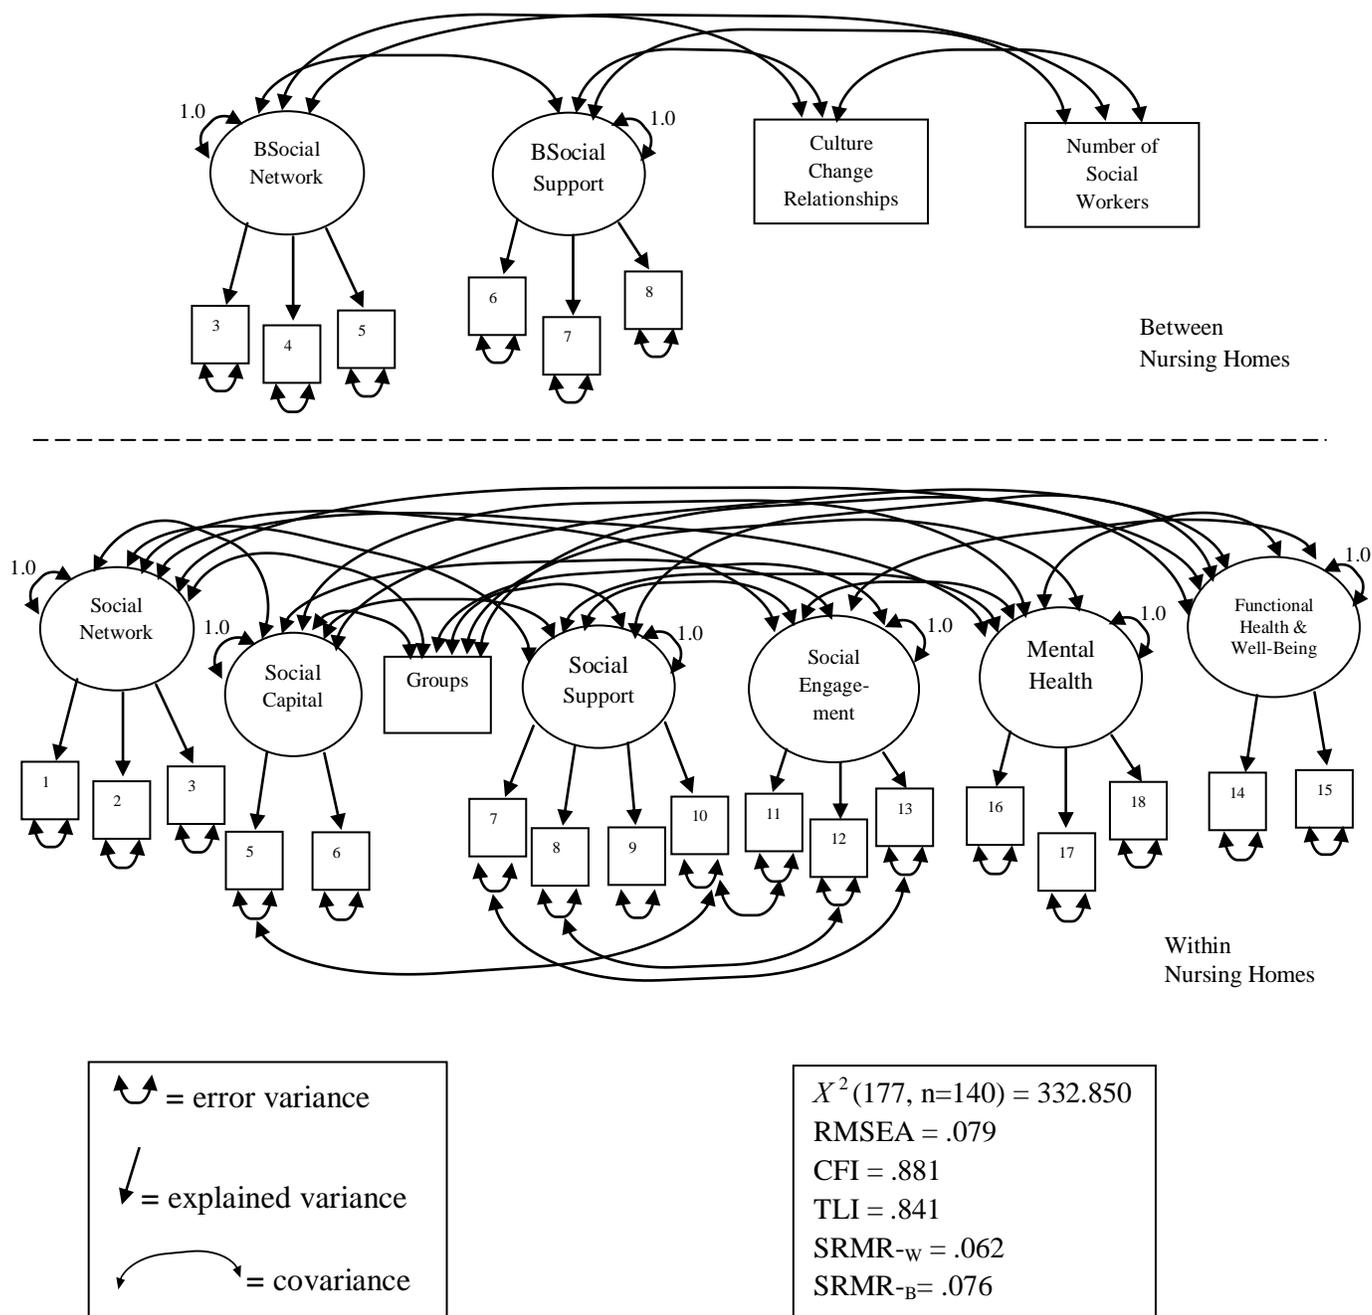 1.0
BSocial
Network
BSocial
Support
1.0
Culture
Change
Relationships
Number of
Social
Workers
3
4
5
6
7
8
Between
Nursing Homes
1.0
Social
Network
1.0
Social
Capital
Groups
Social
Support
1.0
Social
Engage-
ment
1.0
Mental
Health
1.0
Functional
Health &
Well-Being
1.0
1
2
3
5
6
7
8
9
10
11
12
13
16
17
18
14
15
Within
Nursing Homes
= error variance
= explained variance
= covariance
X²(177, n=140) = 332.850
RMSEA = .079
CFI = .881
TLI = .841
SRMR-W = .062
SRMR-B= .076